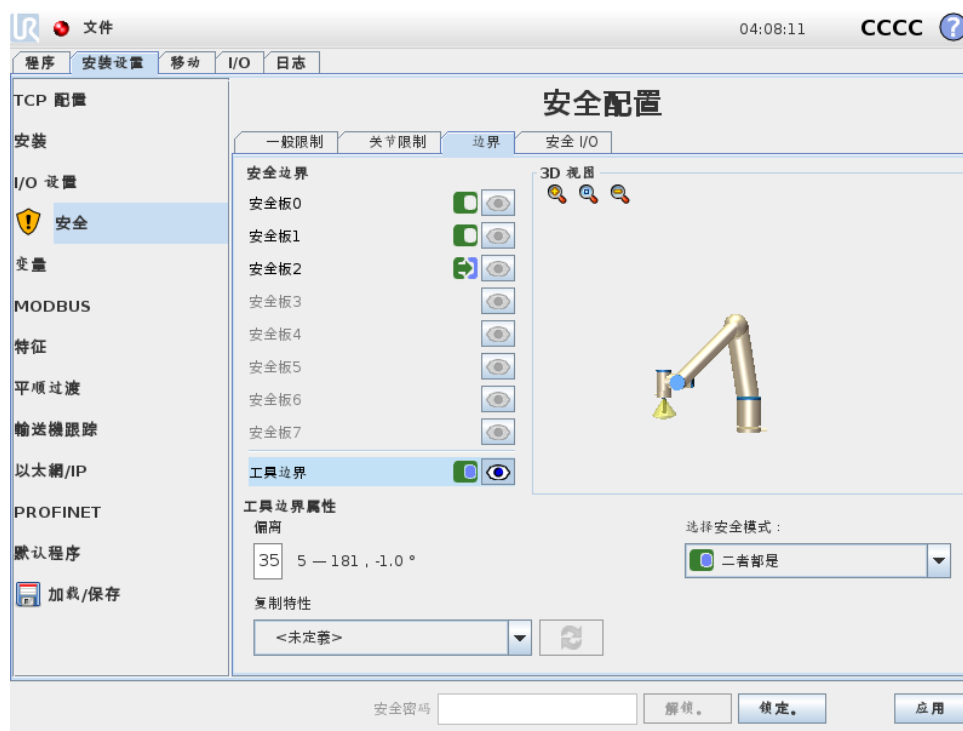 UR 文件 04:08:11 CCCC ?
程序 安装设置 移动 I/O 日志
TCP 配置
安装
I/O 设置
安全
变量
MODBUS
特征
平顺过渡
輸送機跟踪
以太網/IP
PROFINET
默认程序
加载/保存
安全配置
一般限制 关节限制 边界 安全 I/O
安全边界
安全板0
安全板1
安全板2
安全板3
安全板4
安全板5
安全板6
安全板7
工具边界
3D 视图
工具边界属性
偏离
35 5 — 181 , -1.0 °
复制特性
<未定義>
选择安全模式 :
二者都是
安全密码 解锁。 锁定。 应用